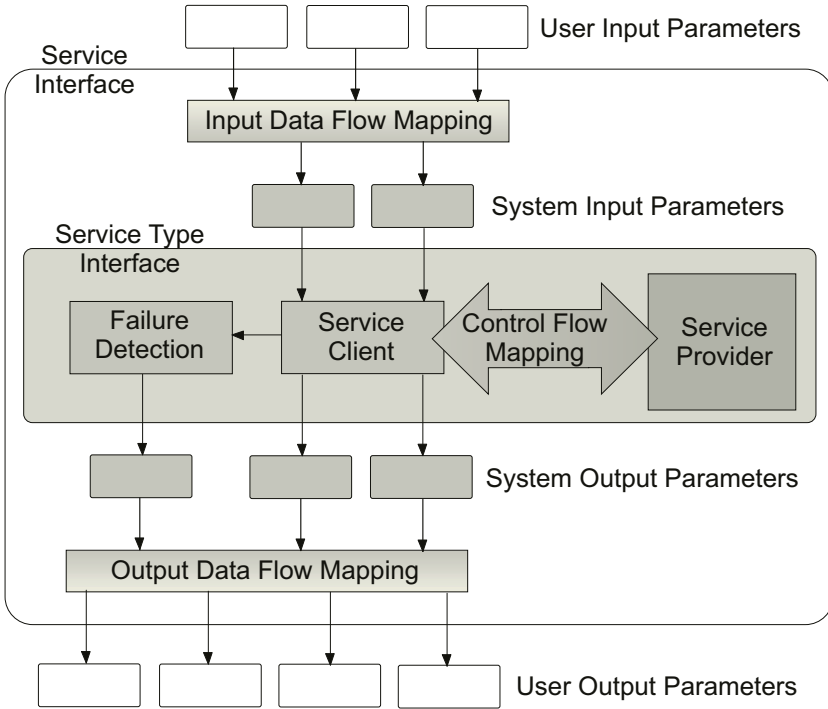 User Input Parameters
Service
Interface
Input Data Flow Mapping
System Input Parameters
Service Type
Interface
Failure
Detection
Service
Client
Control Flow
Mapping
Service
Provider
System Output Parameters
Output Data Flow Mapping
User Output Parameters